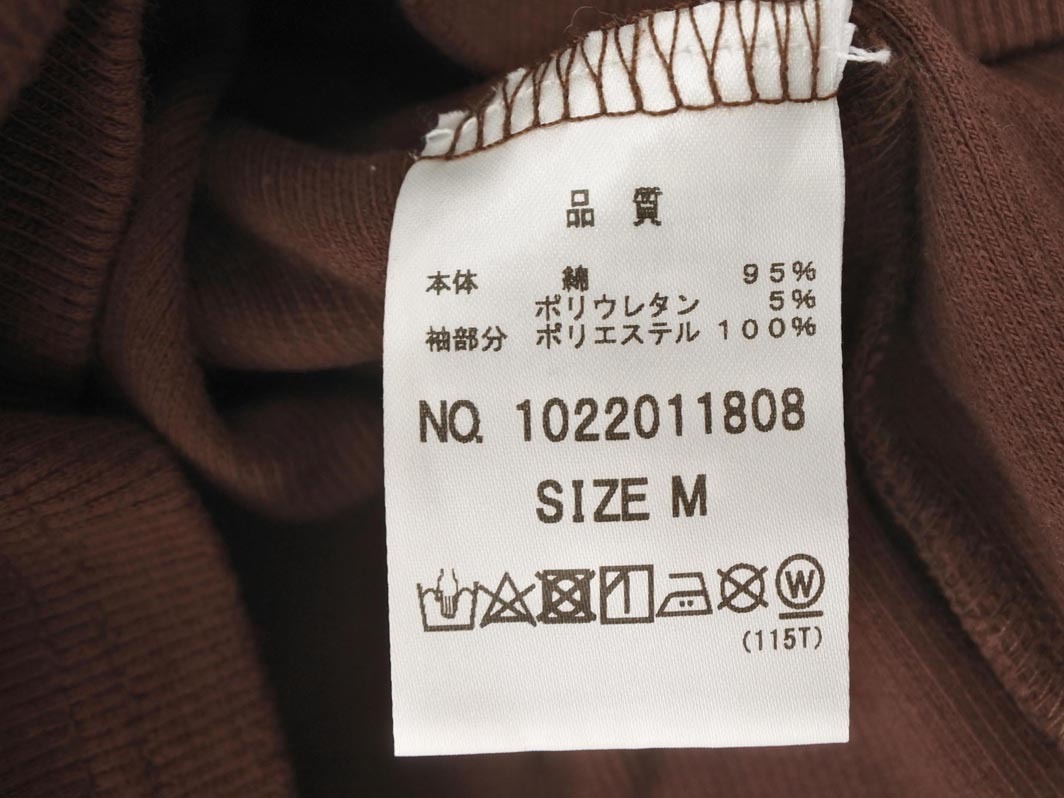 品 質
本体 綿 95%
ポリウレタン 5%
袖部分 ポリエステル 100%
NO. 1022011808
SIZE M
W
(115T)